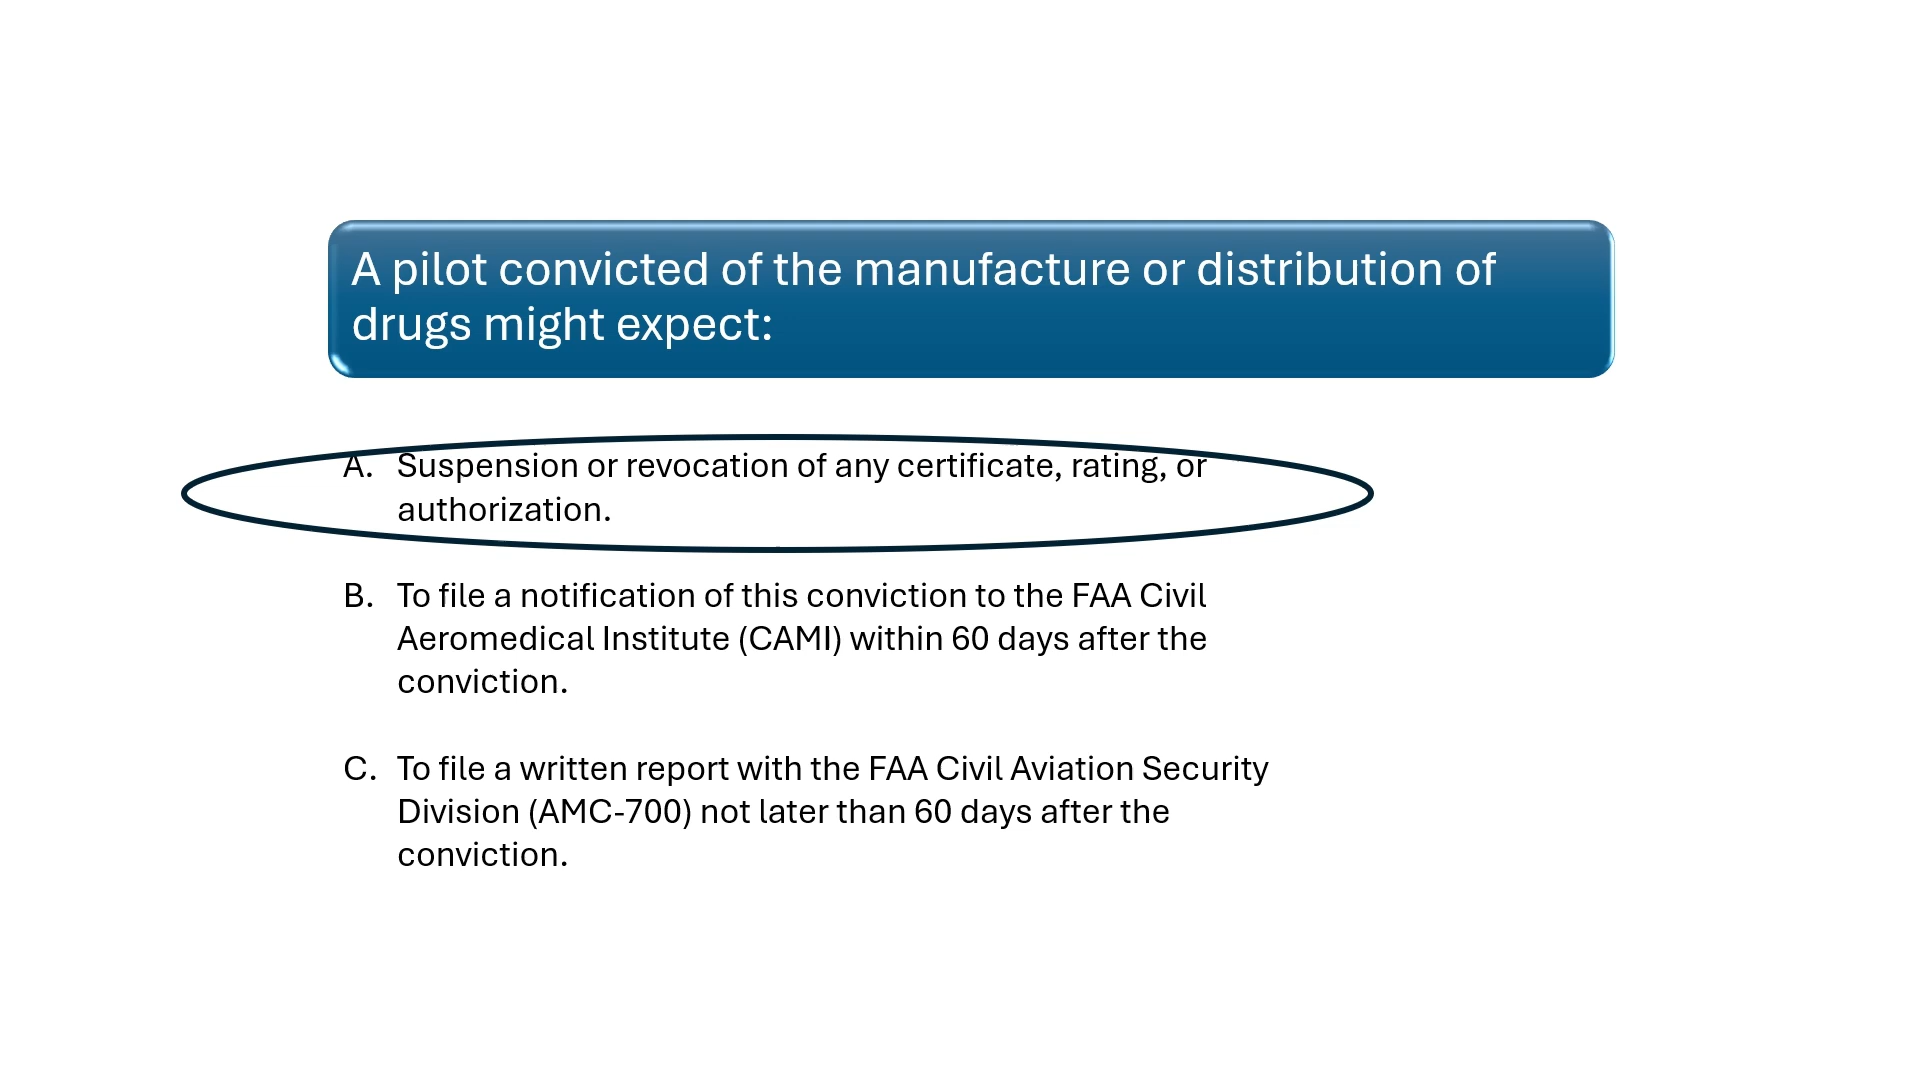 A pilot convicted of the manufacture or distribution of
drugs might expect:
A. Suspension or revocation of any certificate, rating, or
authorization.
B. To file a notification of this conviction to the FAA Civil
Aeromedical Institute (CAMI) within 60 days after the
conviction.
C. To file a written report with the FAA Civil Aviation Security
Division (AMC-700) not later than 60 days after the
conviction.